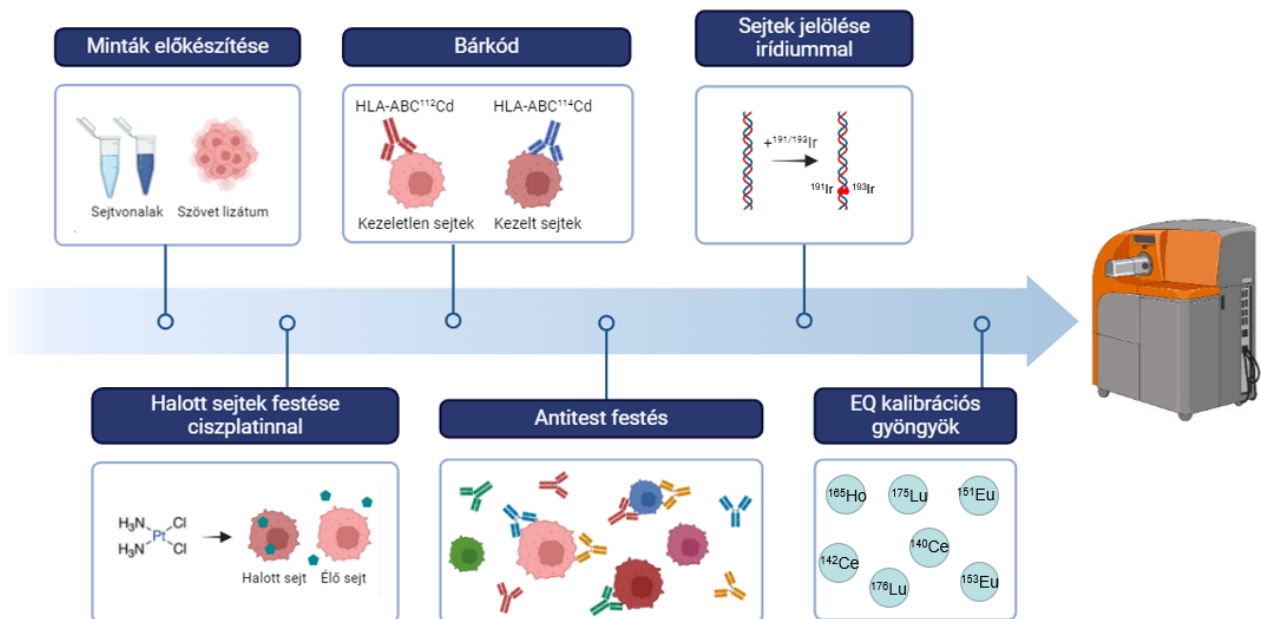 Minták előkészítése
Sejtvonalak
Szövet lizátum
Bárkód
HLA-ABC¹¹²Cd
HLA-ABC¹¹⁴Cd
Kezeletlen sejtek
Kezelt sejtek
Sejtek jelölése
irídiummal
+¹⁹¹/¹⁹³Ir
¹⁹¹Ir
¹⁹³Ir
Halott sejtek festése
ciszplatinnal
H₃N
Cl
Pt
H₃N
Cl
Halott sejt
Élő sejt
Antitest festés
EQ kalibrációs
gyöngyök
¹⁶⁵Ho
¹⁷⁵Lu
¹⁵¹Eu
¹⁴⁰Ce
¹⁴²Ce
¹⁷⁶Lu
¹⁵³Eu